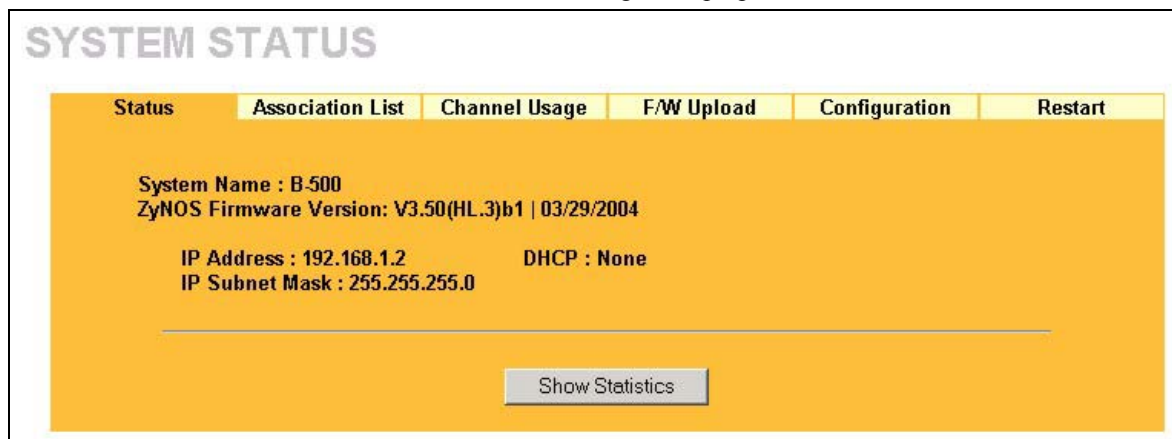 SYSTEM STATUS
Status Association List Channel Usage F/W Upload Configuration Restart
System Name : B-500
ZyNOS Firmware Version: V3.50(HL.3)b1 | 03/29/2004
IP Address : 192.168.1.2 DHCP : None
IP Subnet Mask : 255.255.255.0
Show Statistics